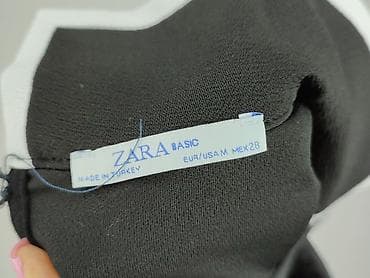 ZARA BASIC
MADE IN TURKEY
EUR/USA M MEX 28